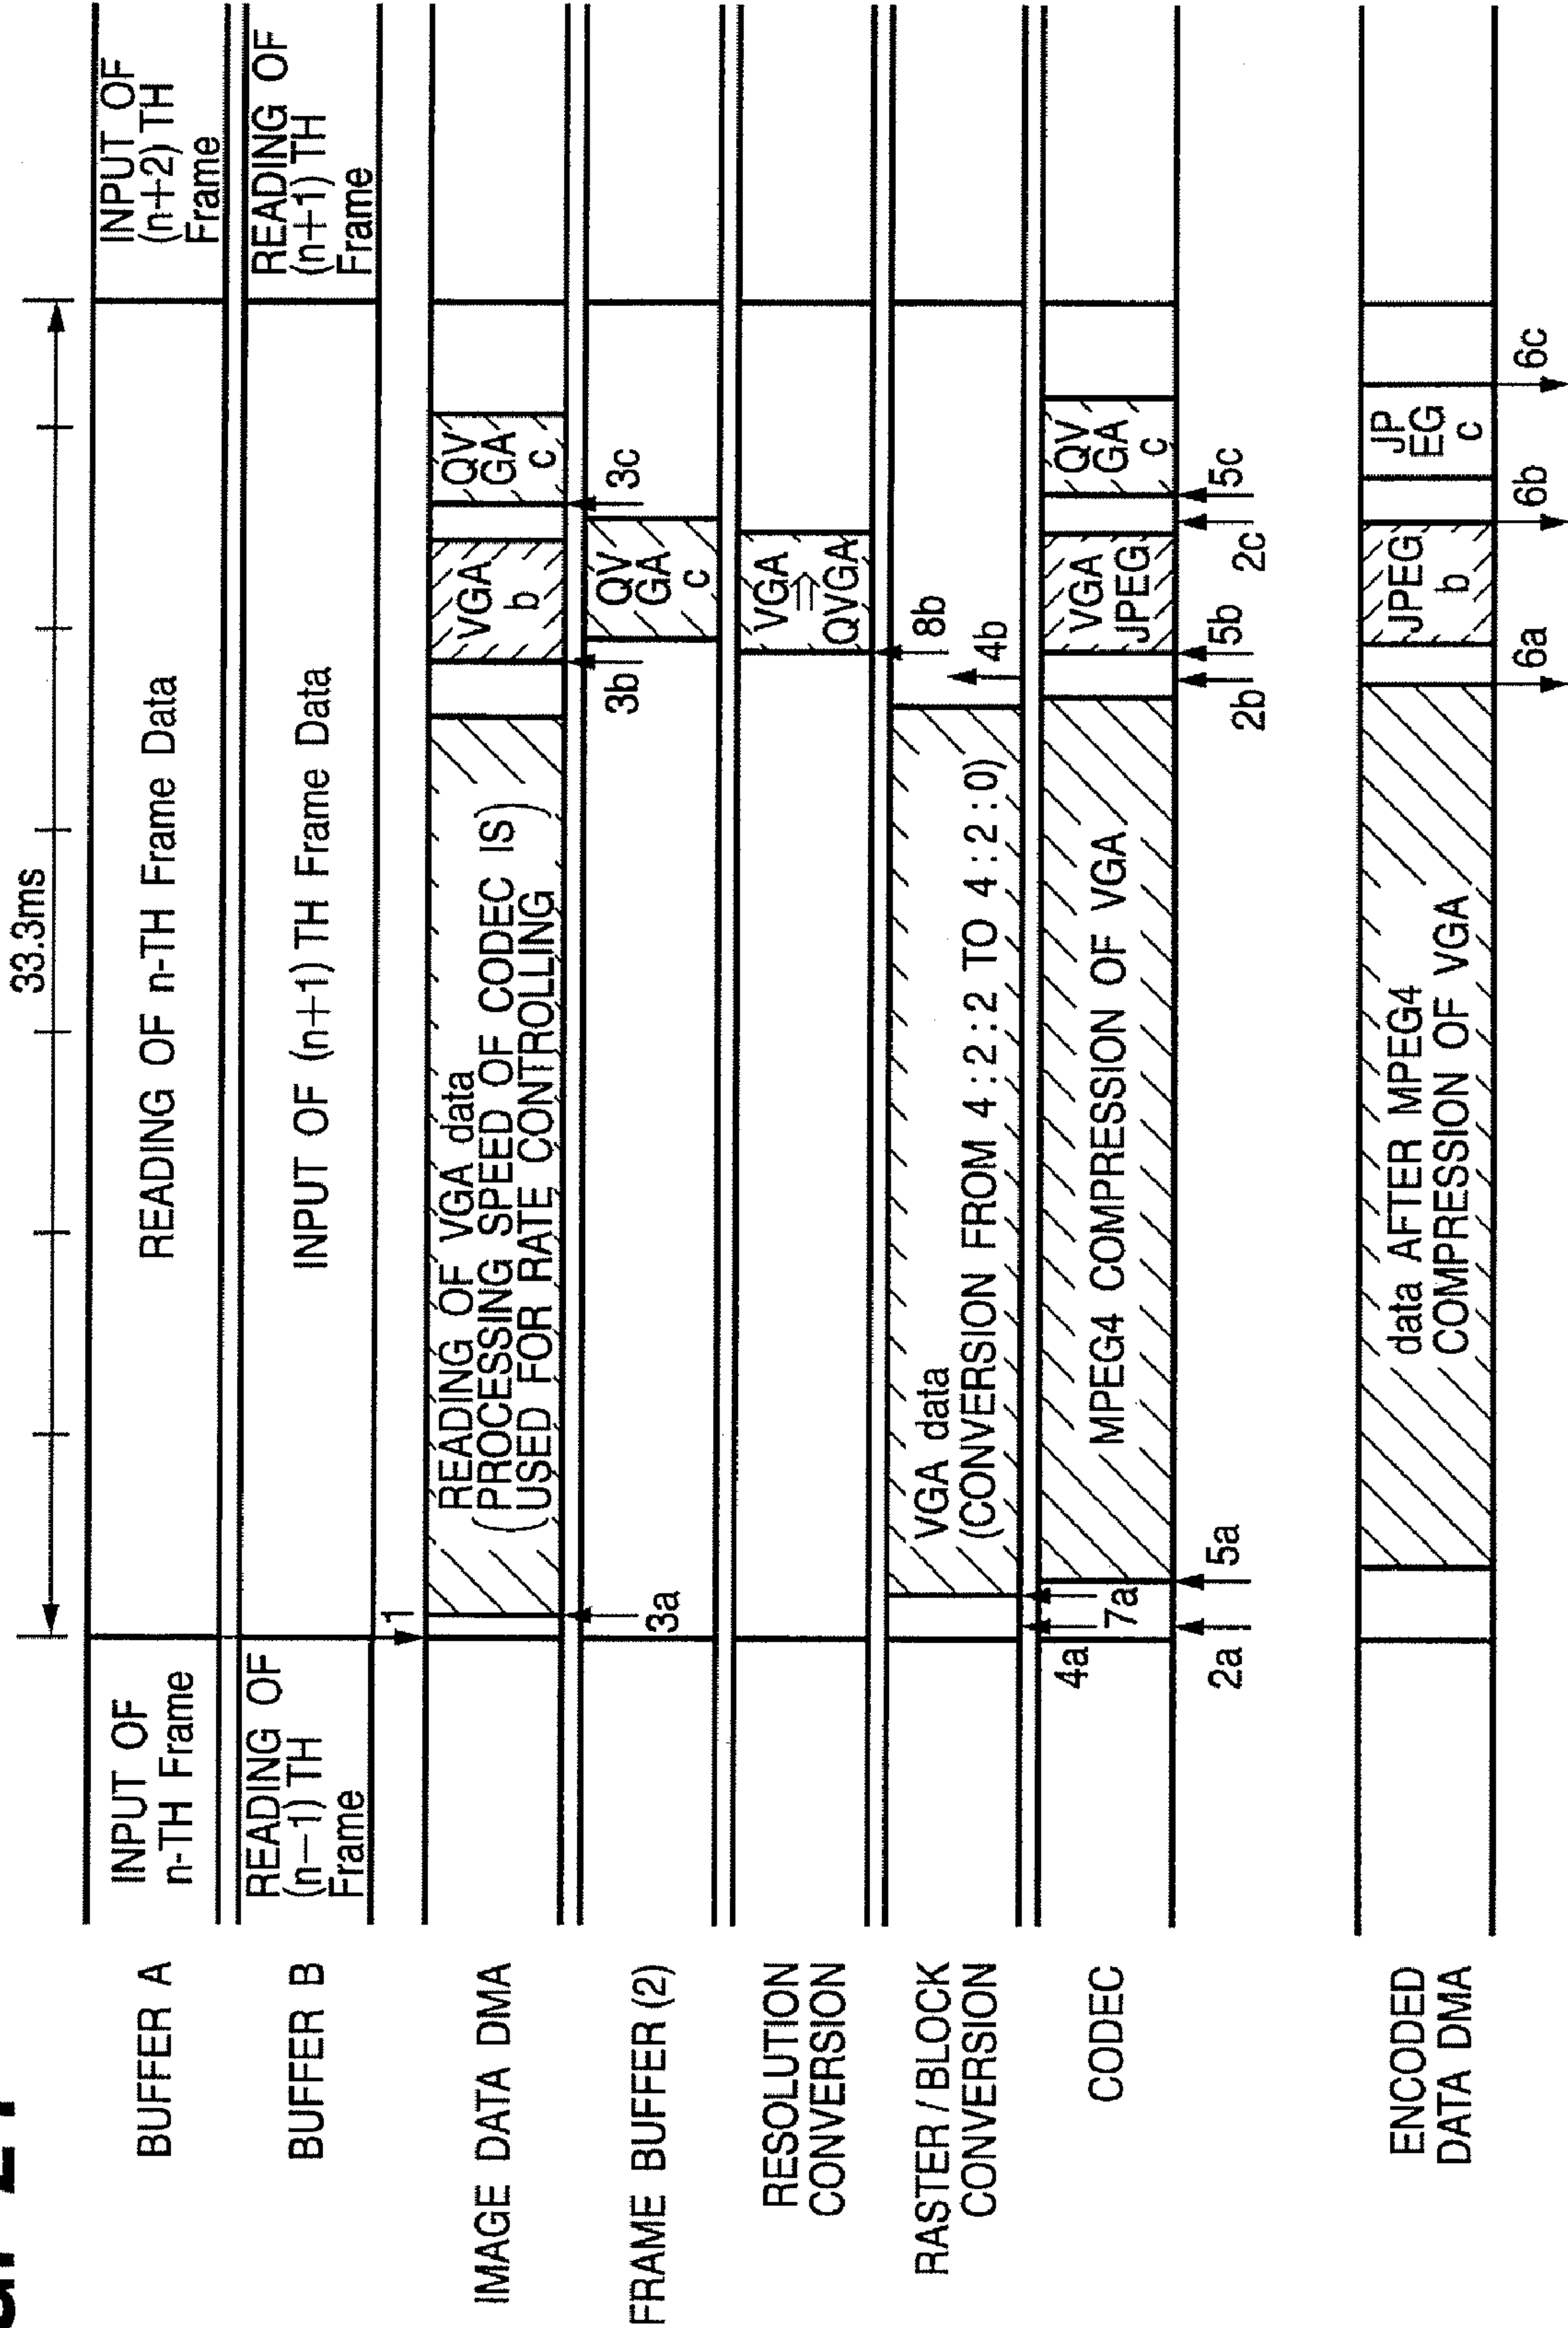 33.3ms
BUFFER A
INPUT OF
n-TH Frame
READING OF n-TH Frame Data
INPUT OF
(n+2) TH
Frame
BUFFER B
READING OF
(n−1) TH
Frame
INPUT OF (n+1) TH Frame Data
READING OF
(n+1) TH
Frame
1
IMAGE DATA DMA
READING OF VGA data
(PROCESSING SPEED OF CODEC IS
USED FOR RATE CONTROLLING)
VGA
b
QV
GA
c
3a
3b
3c
FRAME BUFFER (2)
QV
GA
c
RESOLUTION
CONVERSION
VGA
⇒
QVGA
8b
RASTER / BLOCK
CONVERSION
VGA data
(CONVERSION FROM 4 : 2 : 2 TO 4 : 2 : 0)
4a
7a
4b
CODEC
MPEG4 COMPRESSION OF VGA
VGA
JPEG
QV
GA
c
2a
5a
2b
5b
2c
5c
ENCODED
DATA DMA
data AFTER MPEG4
COMPRESSION OF VGA
JPEG
b
JP
EG
c
6a
6b
6c